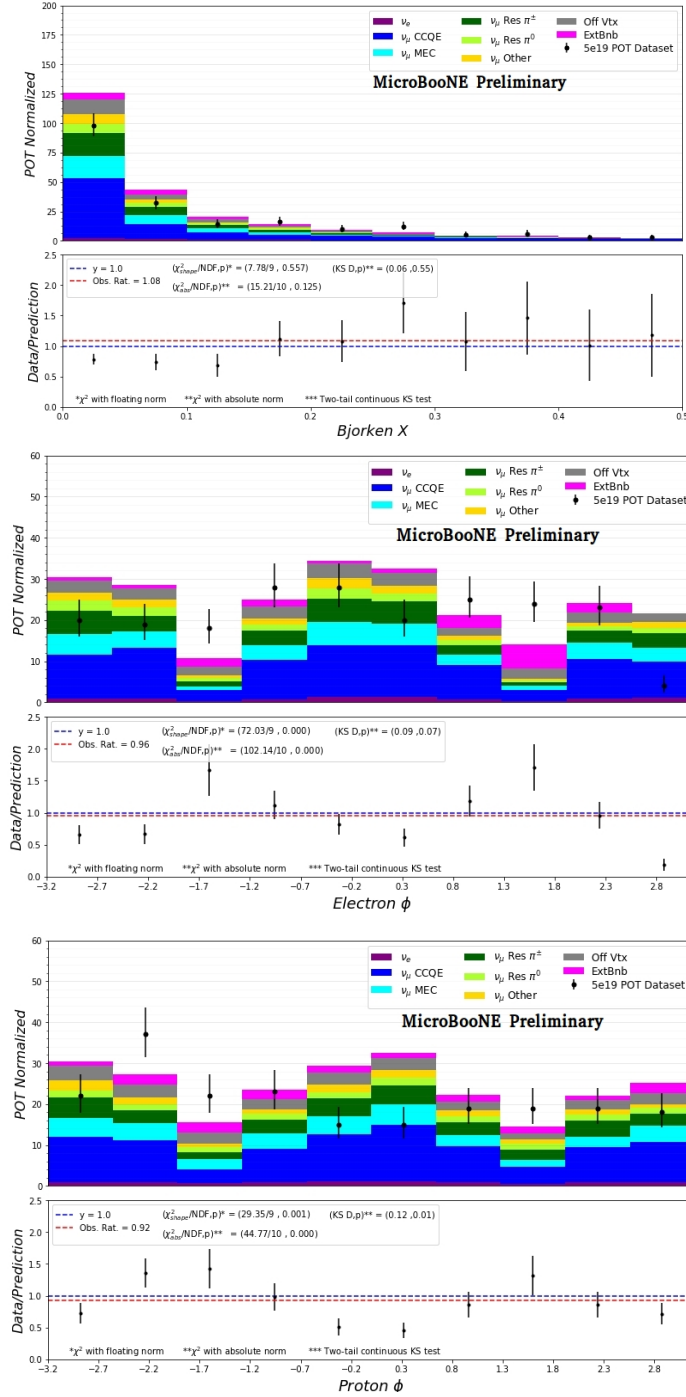 200
175
150
125
100
75
50
25
0
POT Normalized
νe
νμ CCQE
νμ MEC
νμ Res π±
νμ Res π0
νμ Other
Off Vtx
ExtBnb
5e19 POT Dataset
MicroBooNE Preliminary
2.5
2.0
1.5
1.0
0.5
0.0
Data/Prediction
y = 1.0
Obs. Rat. = 1.08
(χ²shape/NDF,p)* = (7.78/9 , 0.557)
(χ²abs/NDF,p)** = (15.21/10 , 0.125)
(KS D,p)** = (0.06 ,0.55)
*χ² with floating norm
**χ² with absolute norm
*** Two-tail continuous KS test
0.0 0.1 0.2 0.3 0.4 0.5
Bjorken X
60
50
40
30
20
10
0
POT Normalized
νe
νμ CCQE
νμ MEC
νμ Res π±
νμ Res π0
νμ Other
Off Vtx
ExtBnb
5e19 POT Dataset
MicroBooNE Preliminary
2.5
2.0
1.5
1.0
0.5
0.0
Data/Prediction
y = 1.0
Obs. Rat. = 0.96
(χ²shape/NDF,p)* = (72.03/9 , 0.000)
(χ²abs/NDF,p)** = (102.14/10 , 0.000)
(KS D,p)** = (0.09 ,0.07)
*χ² with floating norm
**χ² with absolute norm
*** Two-tail continuous KS test
−3.2 −2.7 −2.2 −1.6 −1.2 −0.7 −0.2 0.3 0.8 1.3 1.8 2.3 2.8
Electron ϕ
60
50
40
30
20
10
0
POT Normalized
νe
νμ CCQE
νμ MEC
νμ Res π±
νμ Res π0
νμ Other
Off Vtx
ExtBnb
5e19 POT Dataset
MicroBooNE Preliminary
2.5
2.0
1.5
1.0
0.5
0.0
Data/Prediction
y = 1.0
Obs. Rat. = 0.92
(χ²shape/NDF,p)* = (29.35/9 , 0.001)
(χ²abs/NDF,p)** = (44.77/10 , 0.000)
(KS D,p)** = (0.12 ,0.01)
*χ² with floating norm
**χ² with absolute norm
*** Two-tail continuous KS test
−3.2 −2.7 −2.2 −1.6 −1.2 −0.7 −0.2 0.3 0.8 1.3 1.8 2.3 2.8
Proton ϕ